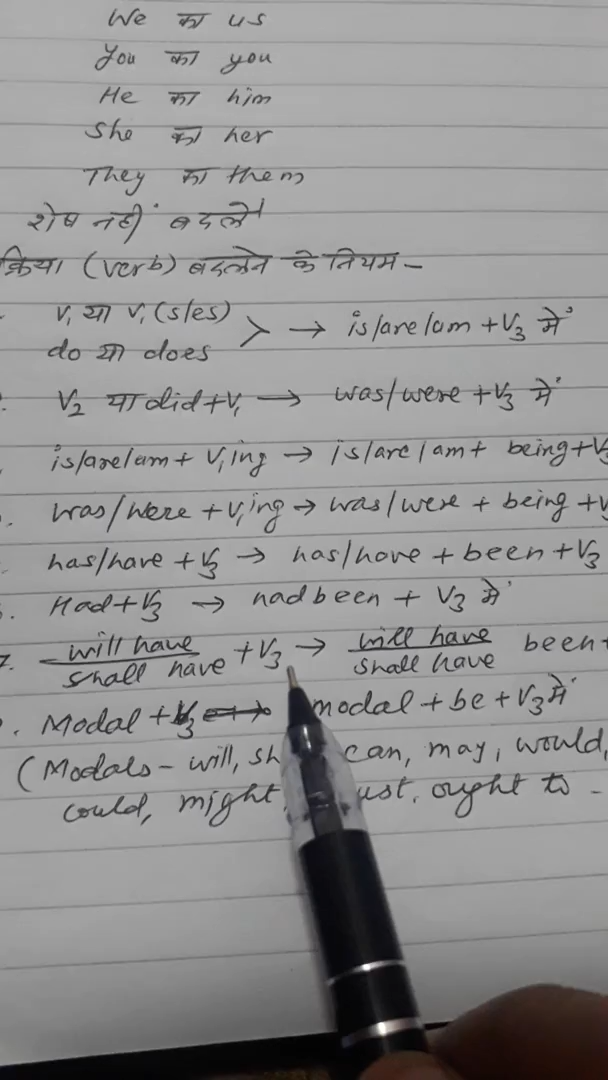 We का us
You का you
He का him
She का her
They का them
शेष नहीं बदले।
क्रिया (verb) बदलने के नियम -
V₁ या V₁(s/es)
do या does > → is/are/am + V₃ में
V₂ या did + V₁ → was/were + V₃ में
is/are/am + V₁ing → is/are/am + being + V3
was/were + V₁ing → was/were + being + V
has/have + V₃ → has/have + been + V₃
Had + V₃ → had been + V₃ में
7. will have / shall have + V₃ → will have / shall have been +
Modal + → modal + be + V₃ में
(Modals - will, sh can, may, would,
could, might, ust, ought to -